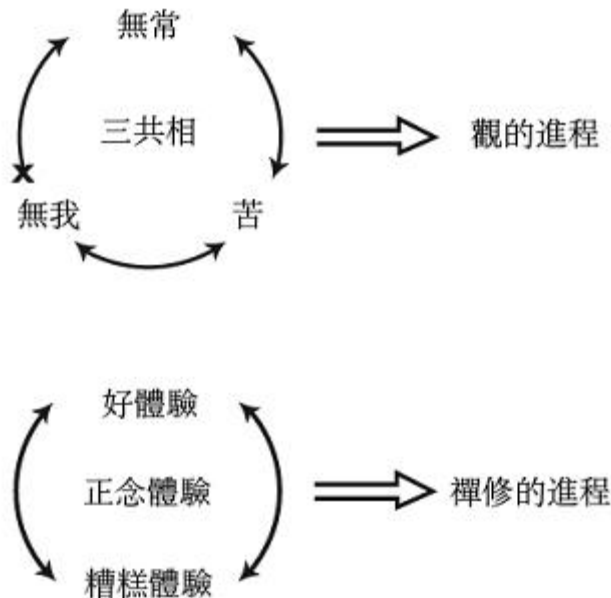 無常
三共相
觀的進程
無我
苦
好體驗
正念體驗
禪修的進程
糟糕體驗